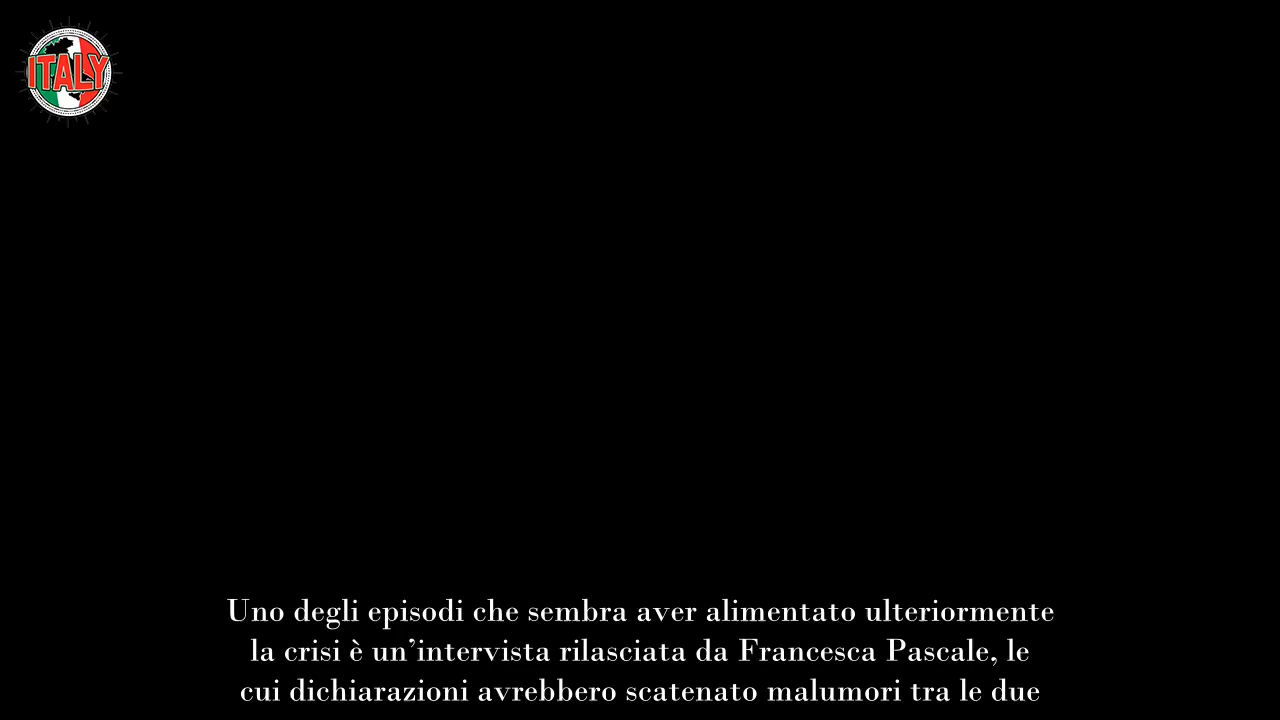 ITALY
Uno degli episodi che sembra aver alimentato ulteriormente
la crisi è un’intervista rilasciata da Francesca Pascale, le
cui dichiarazioni avrebbero scatenato malumori tra le due